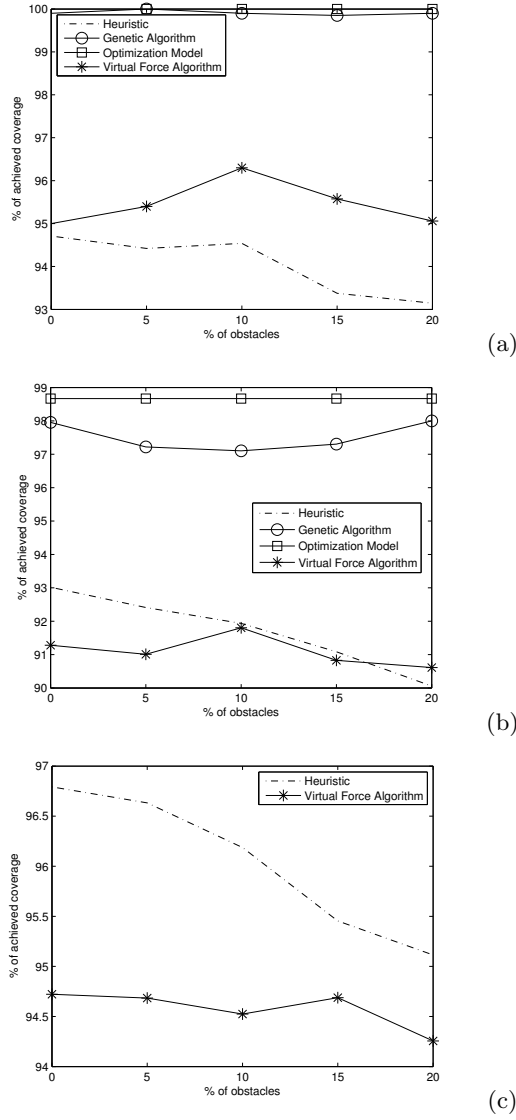 100
99
98
97
96
95
94
93
0
5
10
15
20
% of achieved coverage
% of obstacles
Heuristic
Genetic Algorithm
Optimization Model
Virtual Force Algorithm
(a)
99
98
97
96
95
94
93
92
91
90
0
5
10
15
20
% of achieved coverage
% of obstacles
Heuristic
Genetic Algorithm
Optimization Model
Virtual Force Algorithm
(b)
97
96.5
96
95.5
95
94.5
94
0
5
10
15
20
% of achieved coverage
% of obstacles
Heuristic
Virtual Force Algorithm
(c)